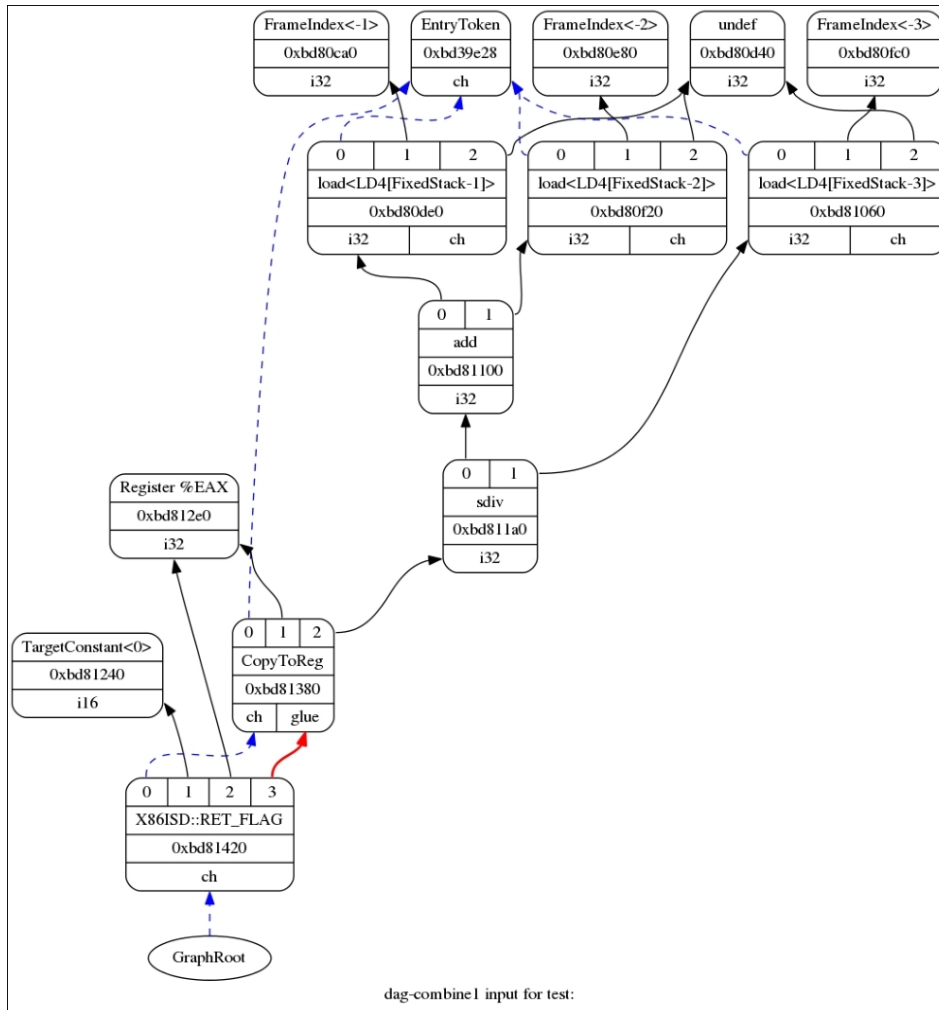 FrameIndex<-1>
0xbd80ca0
i32
EntryToken
0xbd39e28
ch
FrameIndex<-2>
0xbd80e80
i32
undef
0xbd80d40
i32
FrameIndex<-3>
0xbd80fc0
i32
0 1 2
load<LD4[FixedStack-1]>
0xbd80de0
i32 ch
0 1 2
load<LD4[FixedStack-2]>
0xbd80f20
i32 ch
0 1 2
load<LD4[FixedStack-3]>
0xbd81060
i32 ch
0 1
add
0xbd81100
i32
0 1
sdiv
0xbd811a0
i32
Register %EAX
0xbd812e0
i32
0 1 2
CopyToReg
0xbd81380
ch glue
TargetConstant<0>
0xbd81240
i16
0 1 2 3
X86ISD::RET_FLAG
0xbd81420
ch
GraphRoot
dag-combine1 input for test: